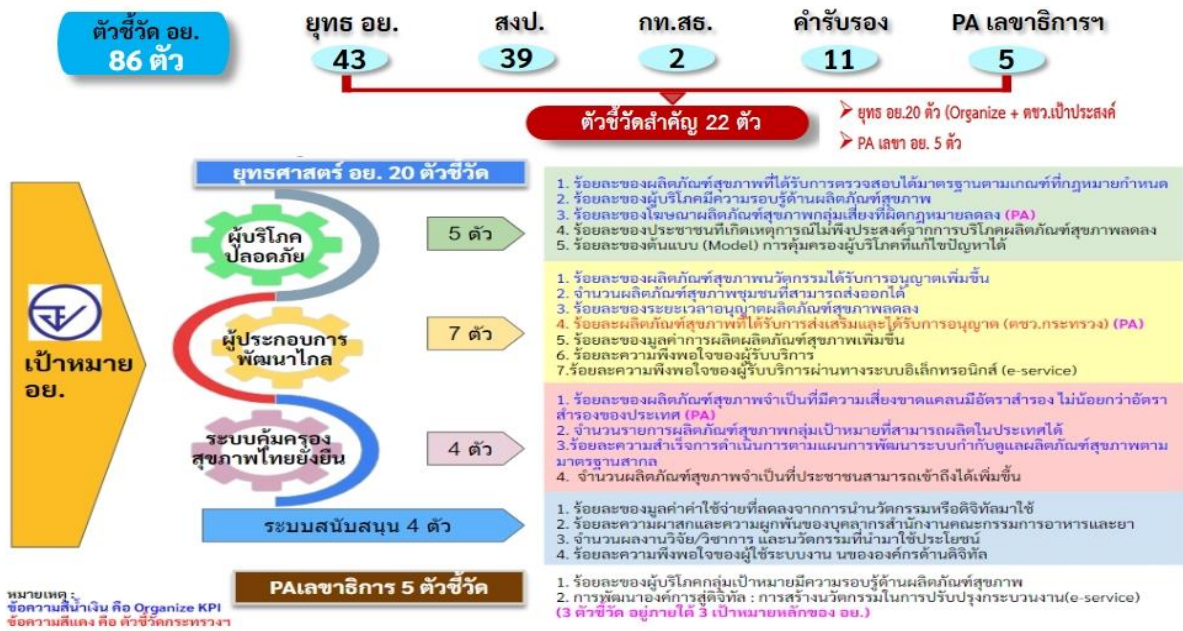 ตัวชี้วัด อย.
86 ตัว
ยุทธ อย.
43
สงป.
39
กท.สธ.
2
คำรับรอง
11
PA เลขาธิการฯ
5
ตัวชี้วัดสำคัญ 22 ตัว
➢ ยุทธ อย.20 ตัว (Organize + ตชว.เป้าประสงค์
➢ PA เลขา อย. 5 ตัว
เป้าหมาย
อย.
ยุทธศาสตร์ อย. 20 ตัวชี้วัด
ผู้บริโภค
ปลอดภัย
5 ตัว
1. ร้อยละของผลิตภัณฑ์สุขภาพที่ได้รับการตรวจสอบได้มาตรฐานตามเกณฑ์ที่กฎหมายกำหนด
2. ร้อยละของผู้บริโภคมีความรอบรู้ด้านผลิตภัณฑ์สุขภาพ
3. ร้อยละของโฆษณาผลิตภัณฑ์สุขภาพกลุ่มเสี่ยงที่ผิดกฎหมายลดลง (PA)
4. ร้อยละของประชาชนที่เกิดเหตุการณ์ไม่พึงประสงค์จากการบริโภคผลิตภัณฑ์สุขภาพลดลง
5. ร้อยละของต้นแบบ (Model) การคุ้มครองผู้บริโภคที่แก้ไขปัญหาได้
ผู้ประกอบการ
พัฒนาไกล
7 ตัว
1. ร้อยละของผลิตภัณฑ์สุขภาพนวัตกรรมได้รับการอนุญาตเพิ่มขึ้น
2. จำนวนผลิตภัณฑ์สุขภาพชุมชนที่สามารถส่งออกได้
3. ร้อยละของระยะเวลาอนุญาตผลิตภัณฑ์สุขภาพลดลง
4. ร้อยละผลิตภัณฑ์สุขภาพที่ได้รับการส่งเสริมและได้รับการอนุญาต (ตชว.กระทรวง) (PA)
5. ร้อยละของมูลค่าการผลิตผลิตภัณฑ์สุขภาพเพิ่มขึ้น
6. ร้อยละความพึงพอใจของผู้รับบริการ
7.ร้อยละความพึงพอใจของผู้รับบริการผ่านทางระบบอิเล็กทรอนิกส์ (e-service)
ระบบคุ้มครอง
สุขภาพไทยยั่งยืน
4 ตัว
1. ร้อยละของผลิตภัณฑ์สุขภาพจำเป็นที่มีความเสี่ยงขาดแคลนมีอัตราสำรอง ไม่น้อยกว่าอัตรา
สำรองของประเทศ (PA)
2. จำนวนรายการผลิตภัณฑ์สุขภาพกลุ่มเป้าหมายที่สามารถผลิตในประเทศได้
3.ร้อยละความสำเร็จการดำเนินการตามแผนการพัฒนาระบบกำกับดูแลผลิตภัณฑ์สุขภาพตาม
มาตรฐานสากล
4. จำนวนผลิตภัณฑ์สุขภาพจำเป็นที่ประชาชนสามารถเข้าถึงได้เพิ่มขึ้น
ระบบสนับสนุน 4 ตัว
1. ร้อยละของมูลค่าค่าใช้จ่ายที่ลดลงจากการนำนวัตกรรมหรือดิจิทัลมาใช้
2. ร้อยละความผาสุกและความผูกพันของบุคลากรสำนักงานคณะกรรมการอาหารและยา
3. จำนวนผลงานวิจัย/วิชาการ และนวัตกรรมที่นำมาใช้ประโยชน์
4. ร้อยละความพึงพอใจของผู้ใช้ระบบงาน นขององค์กรด้านดิจิทัล
PAเลขาธิการ 5 ตัวชี้วัด
1. ร้อยละของผู้บริโภคกลุ่มเป้าหมายมีความรอบรู้ด้านผลิตภัณฑ์สุขภาพ
2. การพัฒนาองค์การสู่ดิจิทัล : การสร้างนวัตกรรมในการปรับปรุงกระบวนงาน(e-service)
(3 ตัวชี้วัด อยู่ภายใต้ 3 เป้าหมายหลักของ อย.)
หมายเหตุ :
ข้อความสีน้ำเงิน คือ Organize KPI
ข้อความสีแดง คือ ตัวชี้วัดกระทรวงฯ